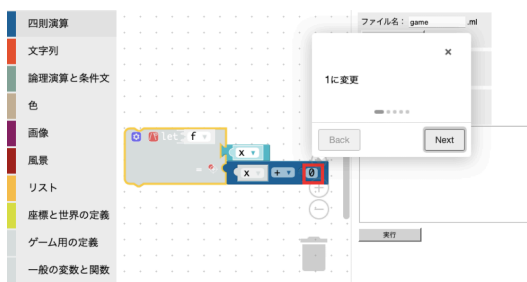 四則演算
文字列
論理演算と条件文
色
画像
風景
リスト
座標と世界の定義
ゲーム用の定義
一般の変数と関数
let f
x
= x + 0
ファイル名： game .ml
×
1に変更
Back
Next
実行